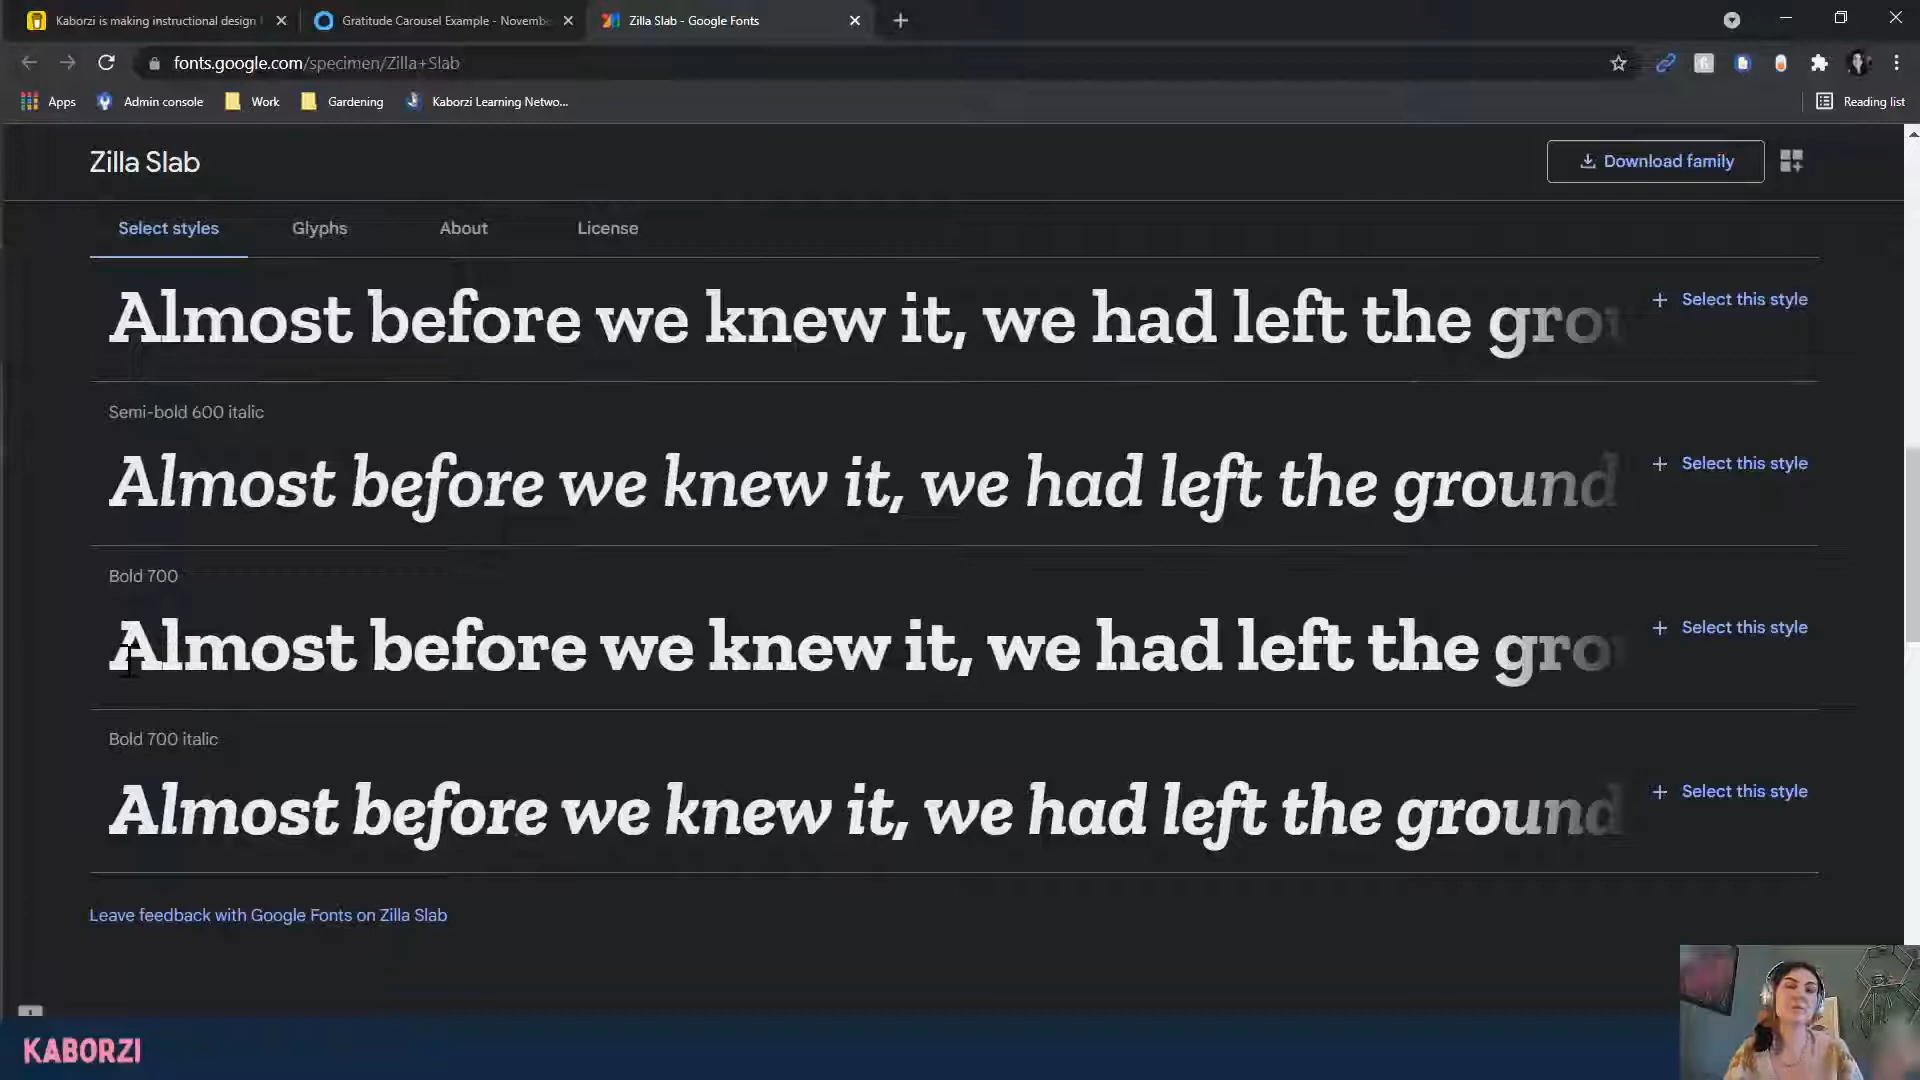 Kaborzi is making instructional design
Gratitude Carousel Example - Novemb
Zilla Slab - Google Fonts
fonts.google.com/specimen/Zilla+Slab
Apps
Admin console
Work
Gardening
Kaborzi Learning Netwo...
Reading list
Zilla Slab
Download family
Select styles
Glyphs
About
License
Almost before we knew it, we had left the grou
Select this style
Semi-bold 600 italic
Almost before we knew it, we had left the ground
Select this style
Bold 700
Almost before we knew it, we had left the gro
Select this style
Bold 700 italic
Almost before we knew it, we had left the ground
Select this style
Leave feedback with Google Fonts on Zilla Slab
KABORZI